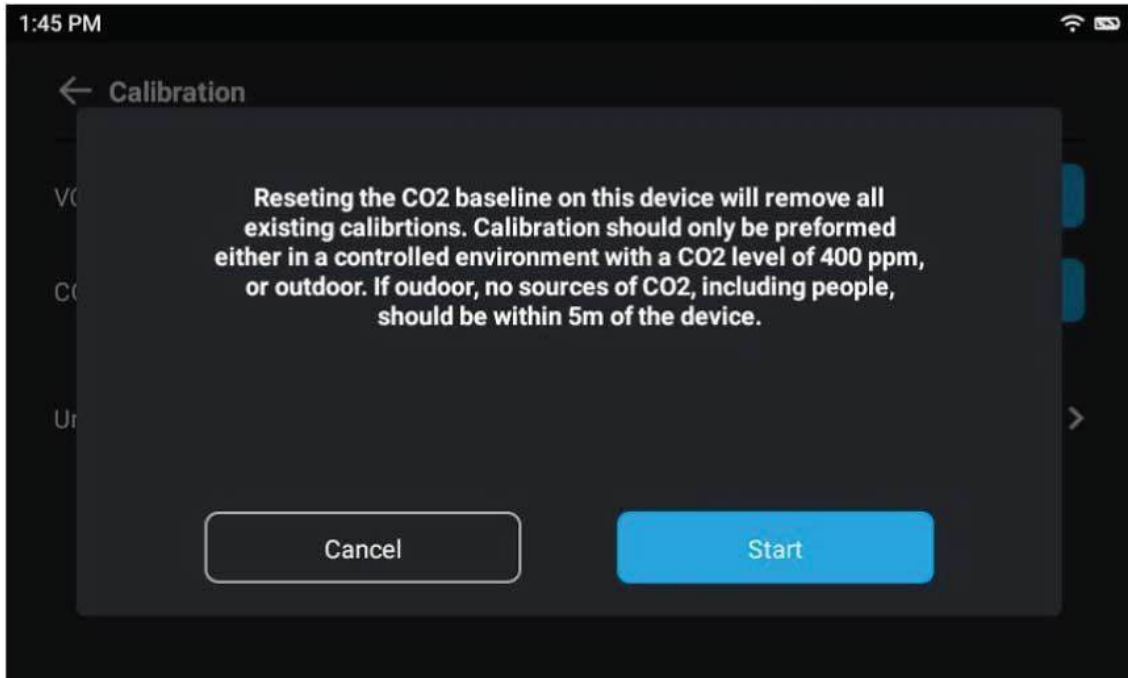 1:45 PM
Calibration
Reseting the CO2 baseline on this device will remove all
existing calibrtions. Calibration should only be preformed
either in a controlled environment with a CO2 level of 400 ppm,
or outdoor. If oudoor, no sources of CO2, including people,
should be within 5m of the device.
Cancel
Start